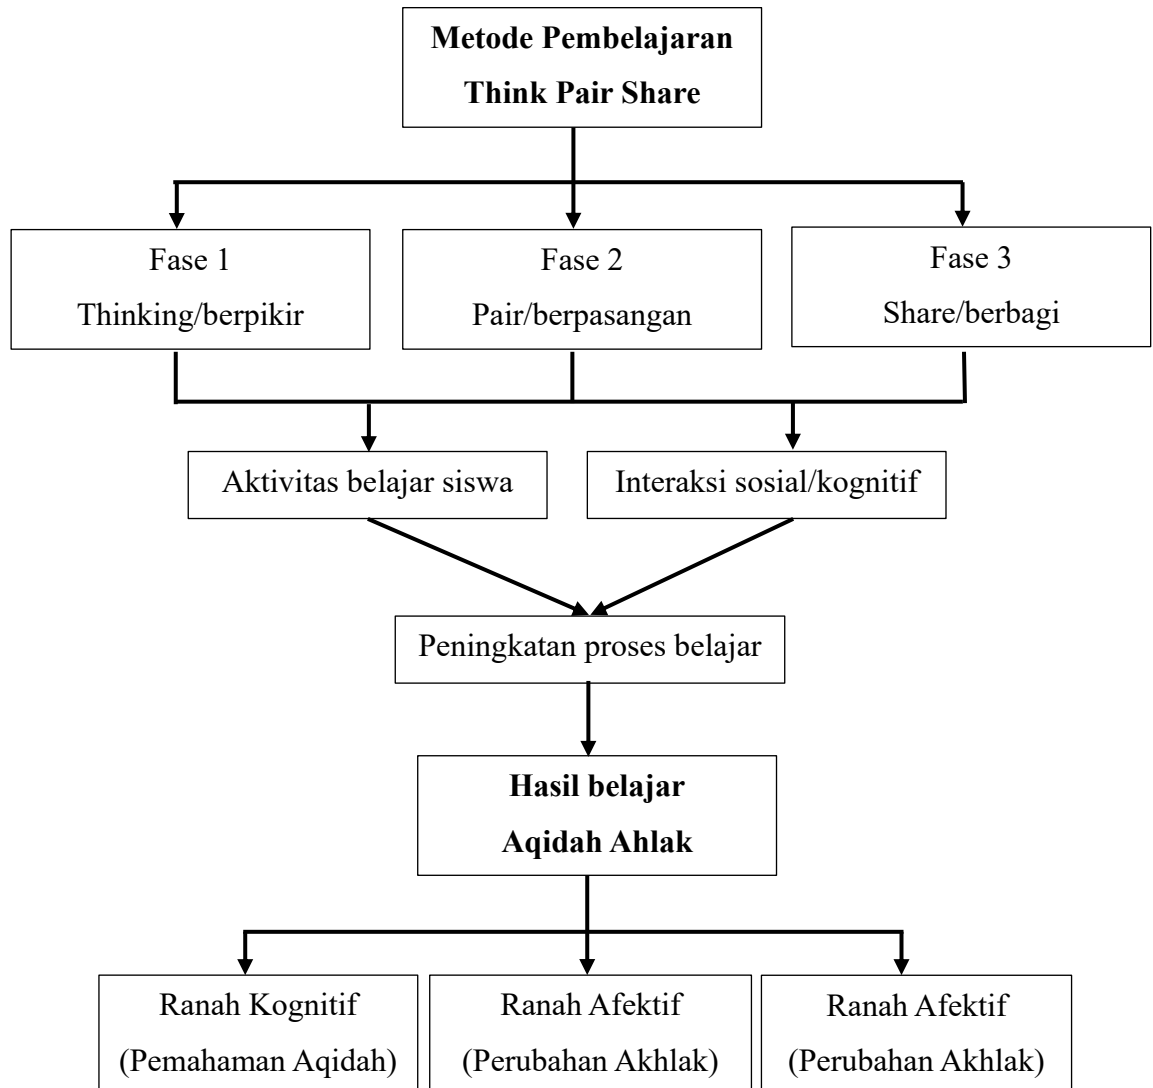 Metode Pembelajaran
Think Pair Share
Fase 1
Thinking/berpikir
Fase 2
Pair/berpasangan
Fase 3
Share/berbagi
Aktivitas belajar siswa
Interaksi sosial/kognitif
Peningkatan proses belajar
Hasil belajar
Aqidah Ahlak
Ranah Kognitif
(Pemahaman Aqidah)
Ranah Afektif
(Perubahan Akhlak)
Ranah Afektif
(Perubahan Akhlak)